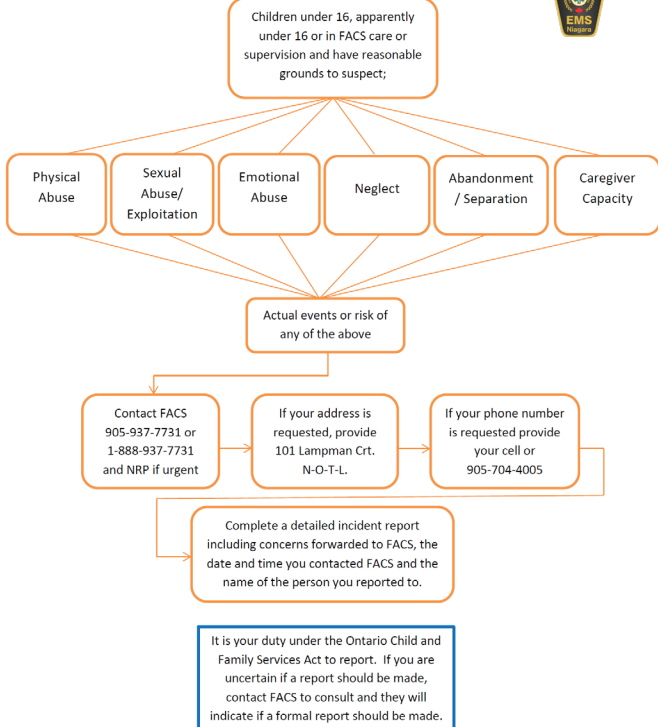 Children under 16, apparently
under 16 or in FACS care or
supervision and have reasonable
grounds to suspect;
EMS
Niagara
Physical
Abuse
Sexual
Abuse/
Exploitation
Emotional
Abuse
Neglect
Abandonment
/ Separation
Caregiver
Capacity
Actual events or risk of
any of the above
Contact FACS
905-937-7731 or
1-888-937-7731
and NRP if urgent
If your address is
requested, provide
101 Lampman Crt.
N-O-T-L.
If your phone number
is requested provide
your cell or
905-704-4005
Complete a detailed incident report
including concerns forwarded to FACS, the
date and time you contacted FACS and the
name of the person you reported to.
It is your duty under the Ontario Child and
Family Services Act to report.  If you are
uncertain if a report should be made,
contact FACS to consult and they will
indicate if a formal report should be made.